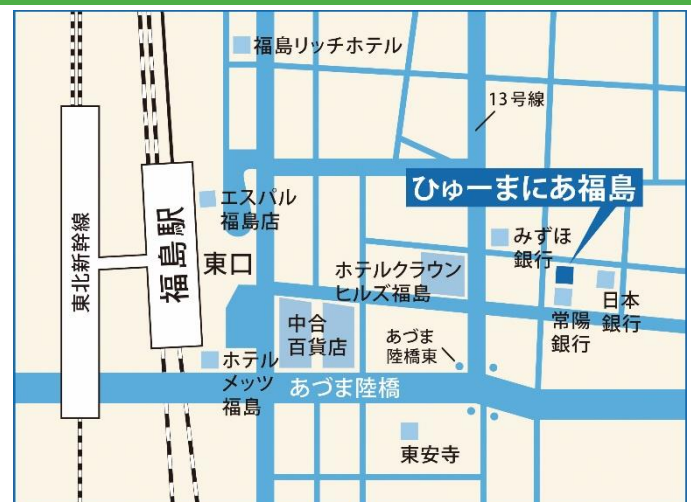 福島リッチホテル
13号線
ひゅーまにあ福島
エスパル
福島店
みずほ
銀行
東北新幹線
福島駅
東口
ホテルクラウン
ヒルズ福島
日本
銀行
常陽
銀行
中合
百貨店
あづま
陸橋東
ホテル
メッツ
福島
あづま陸橋
東安寺